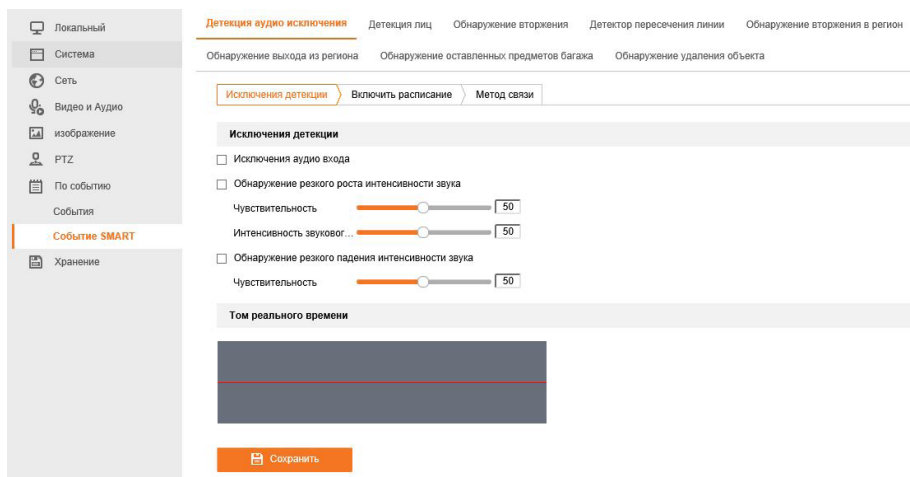 Локальный
Система
Сеть
Видео и Аудио
изображение
PTZ
По событию
События
Событие SMART
Хранение
Детекция аудио исключения Детекция лиц Обнаружение вторжения Детектор пересечения линии Обнаружение вторжения в регион
Обнаружение выхода из региона Обнаружение оставленных предметов багажа Обнаружение удаления объекта
Исключения детекции Включить расписание Метод связи
Исключения детекции
Исключения аудио входа
Обнаружение резкого роста интенсивности звука
Чувствительность 50
Интенсивность звуковог... 50
Обнаружение резкого падения интенсивности звука
Чувствительность 50
Том реального времени
Сохранить